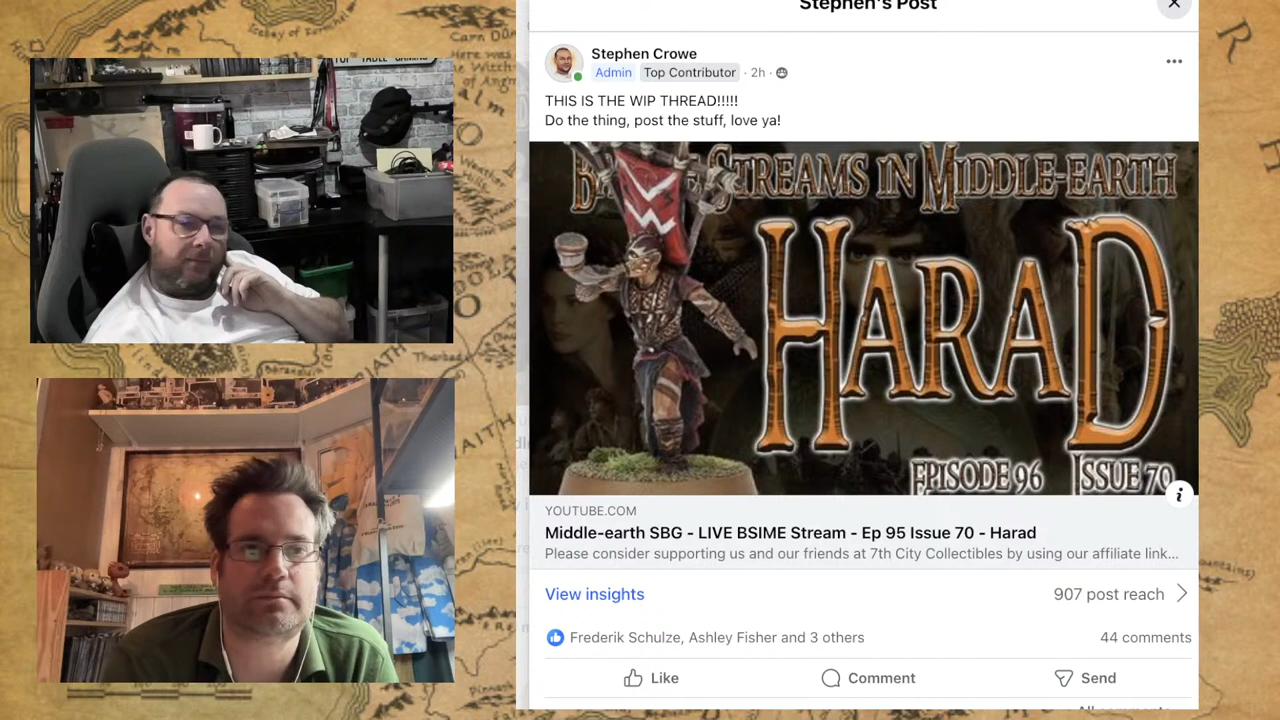 Stephen's Post
Stephen Crowe
Admin Top Contributor · 2h ·
THIS IS THE WIP THREAD!!!!!
Do the thing, post the stuff, love ya!
STREAMS IN MIDDLE-EARTH
HARAD
EPISODE 96 ISSUE 70
YOUTUBE.COM
Middle-earth SBG - LIVE BSIME Stream - Ep 95 Issue 70 - Harad
Please consider supporting us and our friends at 7th City Collectibles by using our affiliate link...
View insights
907 post reach
Frederik Schulze, Ashley Fisher and 3 others
44 comments
Like
Comment
Send